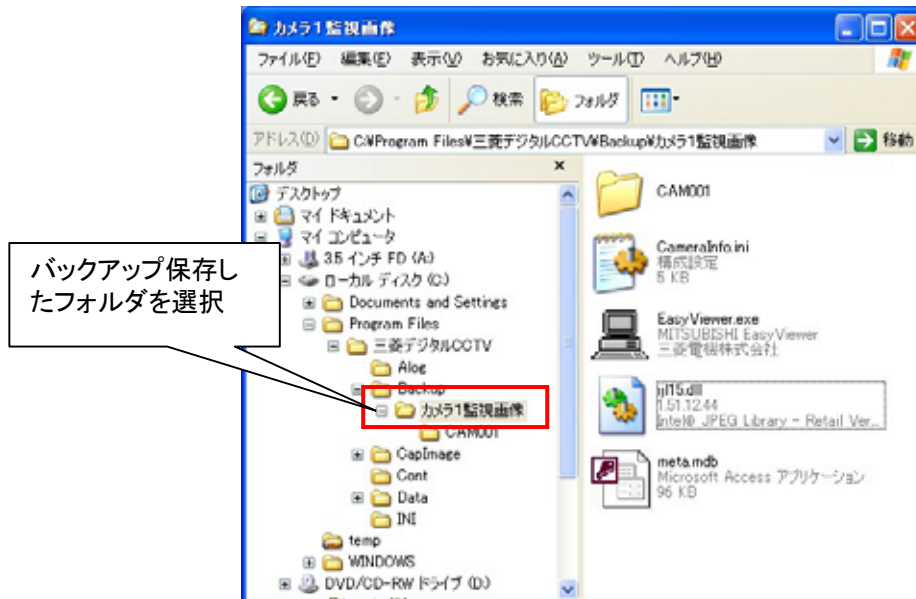 カメラ1監視画像
ファイル(F) 編集(E) 表示(V) お気に入り(A) ツール(T) ヘルプ(H)
戻る 検索 フォルダ
アドレス(D) C:¥Program Files¥三菱デジタルCCTV¥Backup¥カメラ1監視画像 移動
フォルダ ×
デスクトップ
マイ ドキュメント
マイ コンピュータ
3.5 インチ FD (A:)
ローカル ディスク (C:)
Documents and Settings
Program Files
三菱デジタルCCTV
Alog
Backup
カメラ1監視画像
CAM001
CapImage
Cont
Data
INI
temp
WINDOWS
DVD/CD-RW ドライブ (D:)
バックアップ保存し
たフォルダを選択
CAM001
CameraInfo.ini
構成設定
5 KB
EasyViewer.exe
MITSUBISHI EasyViewer
三菱電機株式会社
ijl15.dll
1.51.12.44
Intel® JPEG Library - Retail Ver...
meta.mdb
Microsoft Access アプリケーション
96 KB